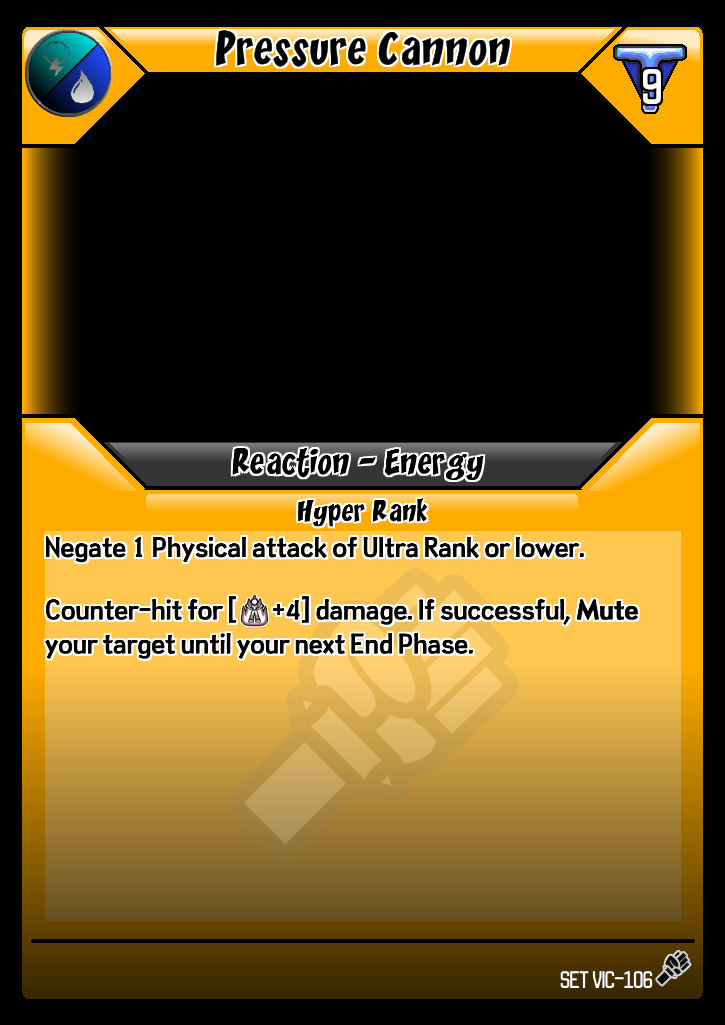 Pressure Cannon
9
Reaction - Energy
Hyper Rank
Negate 1 Physical attack of Ultra Rank or lower.
Counter-hit for [ +4] damage. If successful, Mute
your target until your next End Phase.
SET VIC-106